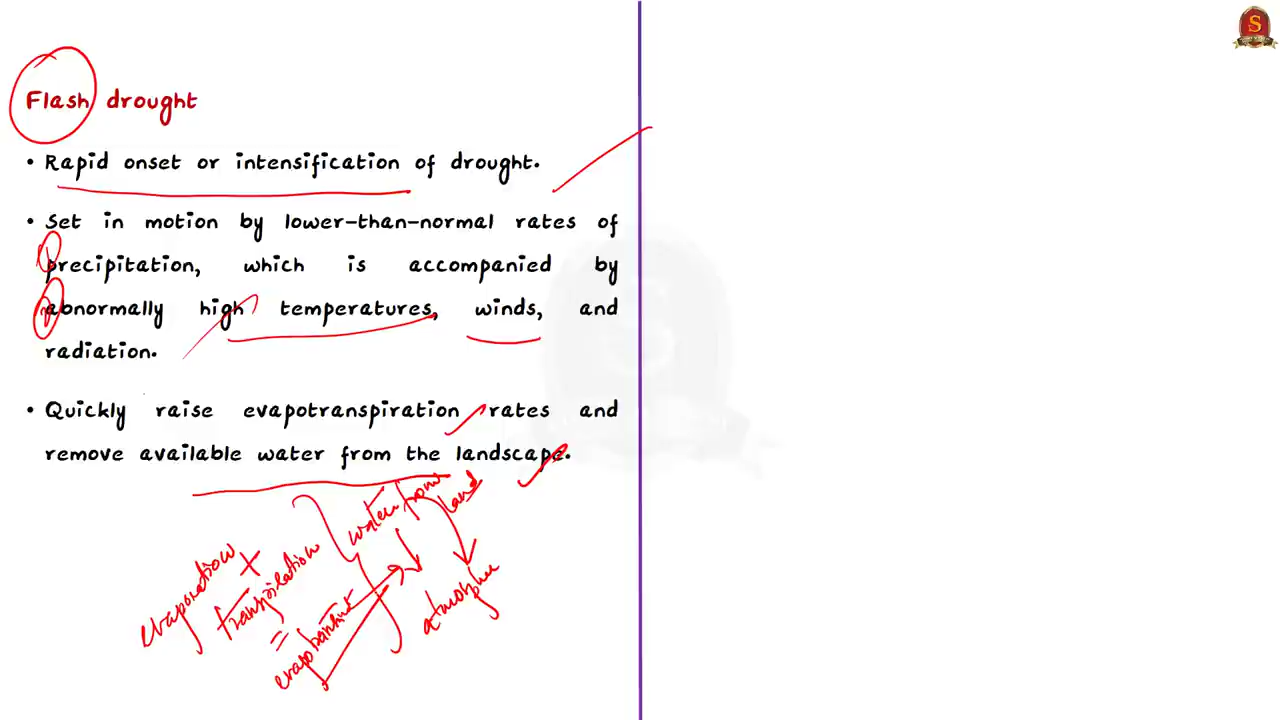 Flash drought
• Rapid onset or intensification of drought.
• Set in motion by lower-than-normal rates of
precipitation, which is accompanied by
abnormally high temperatures, winds, and
radiation.
• Quickly raise evapotranspiration rates and
remove available water from the landscape.
water from
land
evaporation
+
transpiration
=
atmosphere
S